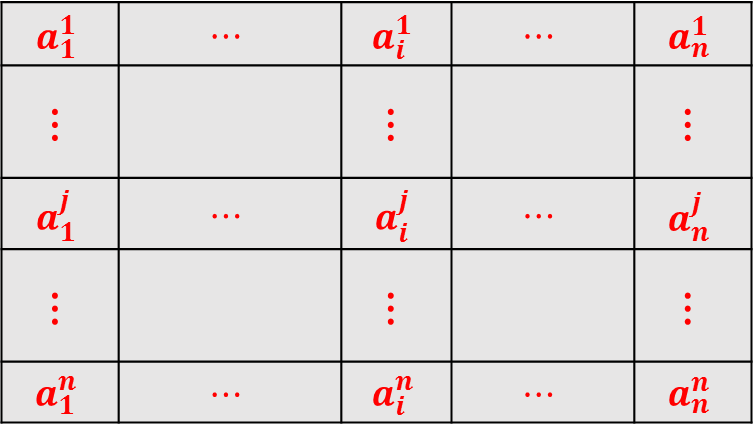 a_1^1 ⋯ a_i^1 ⋯ a_n^1
⋮ ⋮ ⋮
a_1^j ⋯ a_i^j ⋯ a_n^j
⋮ ⋮ ⋮
a_1^n ⋯ a_i^n ⋯ a_n^n